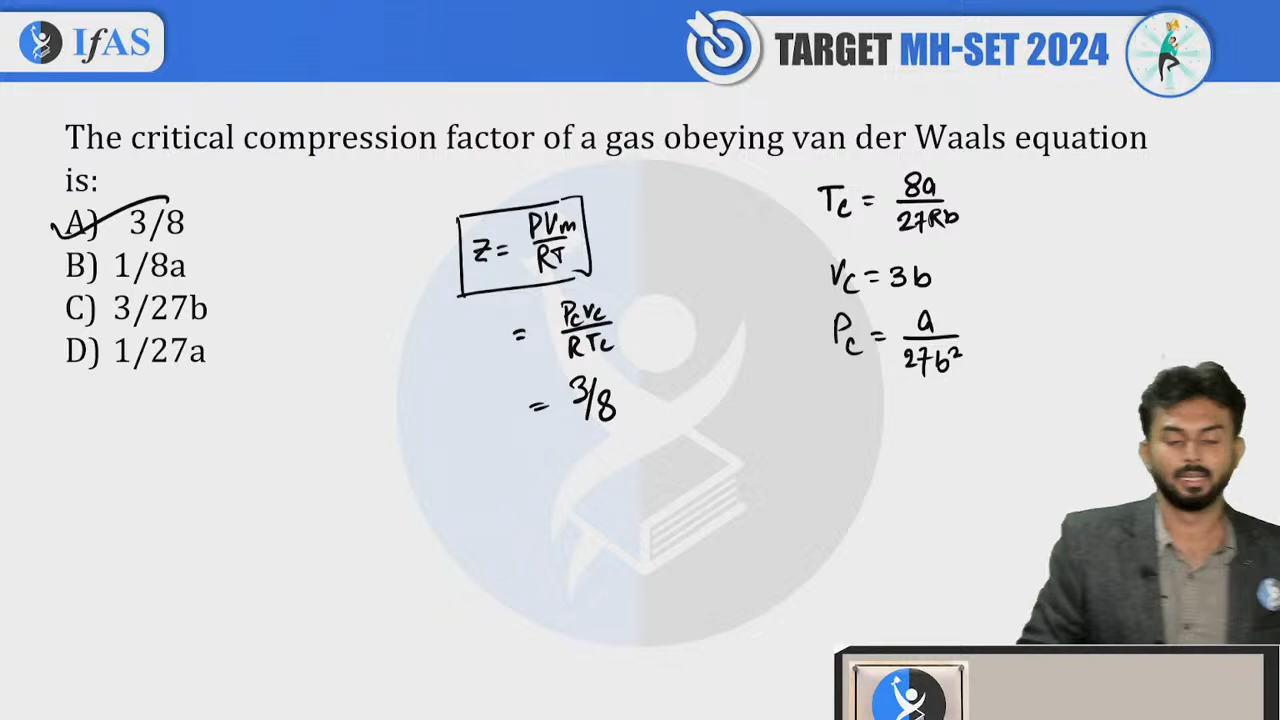 IfAS
TARGET MH-SET 2024
The critical compression factor of a gas obeying van der Waals equation
is:
A) 3/8
B) 1/8a
C) 3/27b
D) 1/27a
Z = PVm/RT
= PcVc/RTc
= 3/8
Tc = 8a/27Rb
Vc = 3b
Pc = a/27b²